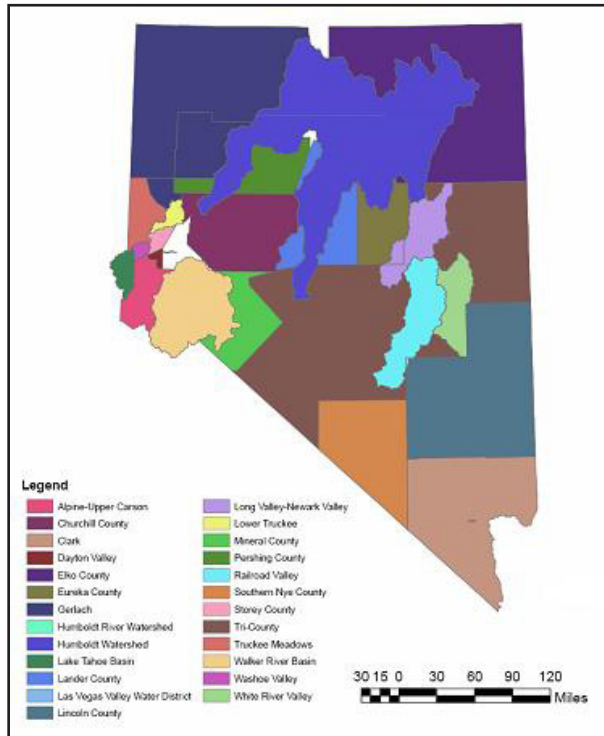 Legend
Alpine-Upper Carson
Churchill County
Clark
Dayton Valley
Elko County
Eureka County
Gerlach
Humboldt River Watershed
Humboldt Watershed
Lake Tahoe Basin
Lander County
Las Vegas Valley Water District
Lincoln County
Long Valley-Newark Valley
Lower Truckee
Mineral County
Pershing County
Railroad Valley
Southern Nye County
Storey County
Tri-County
Truckee Meadows
Walker River Basin
Washoe Valley
White River Valley
30 15 0 30 60 90 120
Miles